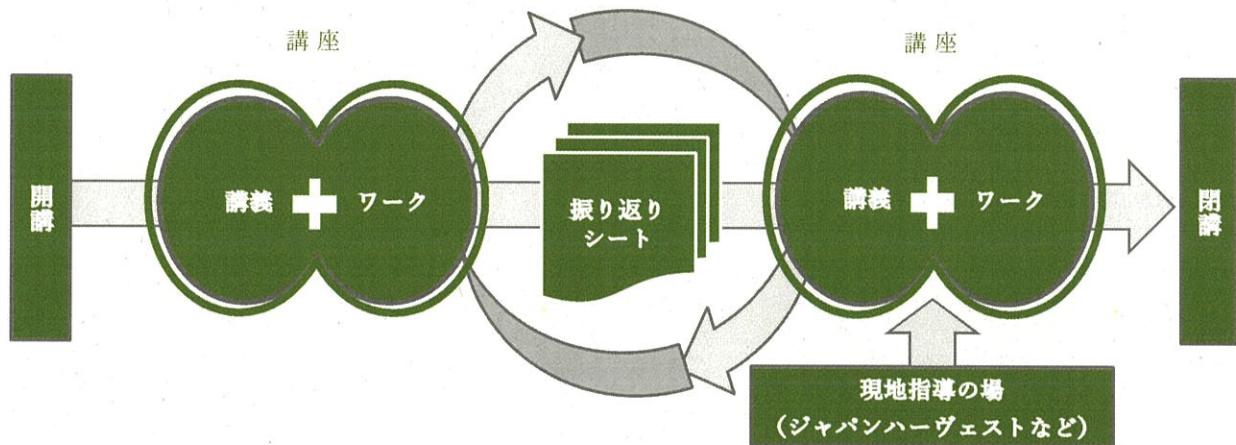 講座
講座
開講
講義
ワーク
振り返り
シート
講義
ワーク
閉講
現地指導の場
(ジャパンハーヴェストなど)